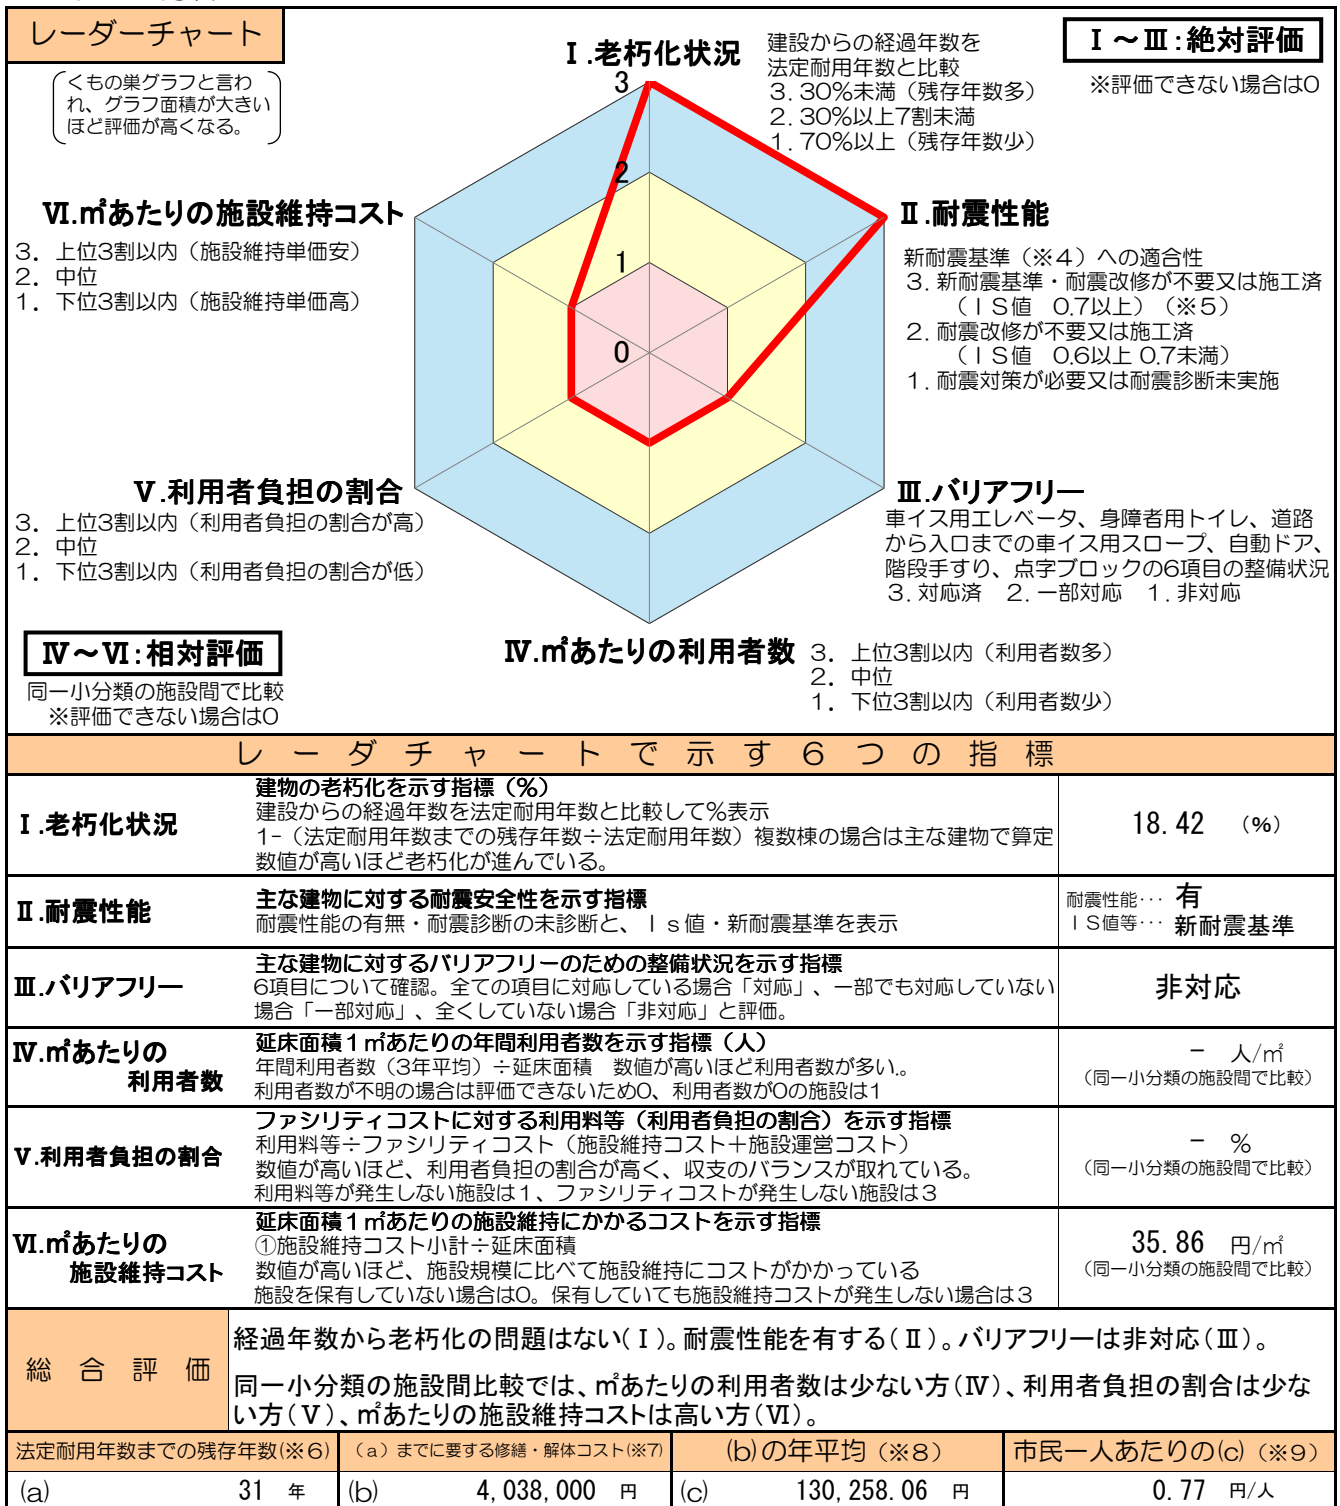 レーダーチャート
くもの巣グラフと言わ
れ、グラフ面積が大きい
ほど評価が高くなる。
Ⅰ～Ⅲ:絶対評価
※評価できない場合は0
Ⅰ.老朽化状況
建設からの経過年数を
法定耐用年数と比較
3. 30%未満（残存年数多）
2. 30%以上7割未満
1. 70%以上（残存年数少）
3
2
1
0
Ⅵ.㎡あたりの施設維持コスト
3. 上位3割以内（施設維持単価安）
2. 中位
1. 下位3割以内（施設維持単価高）
Ⅱ.耐震性能
新耐震基準（※4）への適合性
3. 新耐震基準・耐震改修が不要又は施工済
（ＩＳ値 0.7以上）（※5）
2. 耐震改修が不要又は施工済
（ＩＳ値 0.6以上 0.7未満）
1. 耐震対策が必要又は耐震診断未実施
Ⅴ.利用者負担の割合
3. 上位3割以内（利用者負担の割合が高）
2. 中位
1. 下位3割以内（利用者負担の割合が低）
Ⅲ.バリアフリー
車イス用エレベータ、身障者用トイレ、道路
から入口までの車イス用スロープ、自動ドア、
階段手すり、点字ブロックの6項目の整備状況
3. 対応済 2. 一部対応 1. 非対応
Ⅳ～Ⅵ:相対評価
同一小分類の施設間で比較
※評価できない場合は0
Ⅳ.㎡あたりの利用者数
3. 上位3割以内（利用者数多）
2. 中位
1. 下位3割以内（利用者数少）
レーダチャートで示す6つの指標
Ⅰ.老朽化状況
建物の老朽化を示す指標（%）
建設からの経過年数を法定耐用年数と比較して%表示
1-（法定耐用年数までの残存年数÷法定耐用年数）複数棟の場合は主な建物で算定
数値が高いほど老朽化が進んでいる。
18.42 （%）
Ⅱ.耐震性能
主な建物に対する耐震安全性を示す指標
耐震性能の有無・耐震診断の未診断と、Ｉｓ値・新耐震基準を表示
耐震性能… 有
ＩＳ値等… 新耐震基準
Ⅲ.バリアフリー
主な建物に対するバリアフリーのための整備状況を示す指標
6項目について確認。全ての項目に対応している場合「対応」、一部でも対応していない
場合「一部対応」、全くしていない場合「非対応」と評価。
非対応
Ⅳ.㎡あたりの
利用者数
延床面積１㎡あたりの年間利用者数を示す指標（人）
年間利用者数（3年平均）÷延床面積 数値が高いほど利用者数が多い。
利用者数が不明の場合は評価できないため0、利用者数が0の施設は1
－ 人/㎡
（同一小分類の施設間で比較）
Ⅴ.利用者負担の割合
ファシリティコストに対する利用料等（利用者負担の割合）を示す指標
利用料等÷ファシリティコスト（施設維持コスト＋施設運営コスト）
数値が高いほど、利用者負担の割合が高く、収支のバランスが取れている。
利用料等が発生しない施設は１、ファシリティコストが発生しない施設は３
－ %
（同一小分類の施設間で比較）
Ⅵ.㎡あたりの
施設維持コスト
延床面積１㎡あたりの施設維持にかかるコストを示す指標
①施設維持コスト小計÷延床面積
数値が高いほど、施設規模に比べて施設維持にコストがかかっている
施設を保有していない場合は0。保有していても施設維持コストが発生しない場合は３
35.86 円/㎡
（同一小分類の施設間で比較）
総合評価
経過年数から老朽化の問題はない(Ⅰ)。耐震性能を有する(Ⅱ)。バリアフリーは非対応(Ⅲ)。
同一小分類の施設間比較では、㎡あたりの利用者数は少ない方(Ⅳ)、利用者負担の割合は少な
い方(Ⅴ)、㎡あたりの施設維持コストは高い方(Ⅵ)。
法定耐用年数までの残存年数(※6)
（a）までに要する修繕・解体コスト(※7)
(b)の年平均（※8）
市民一人あたりの(c)（※9）
(a) 31 年
(b) 4,038,000 円
(c) 130,258.06 円
0.77 円/人